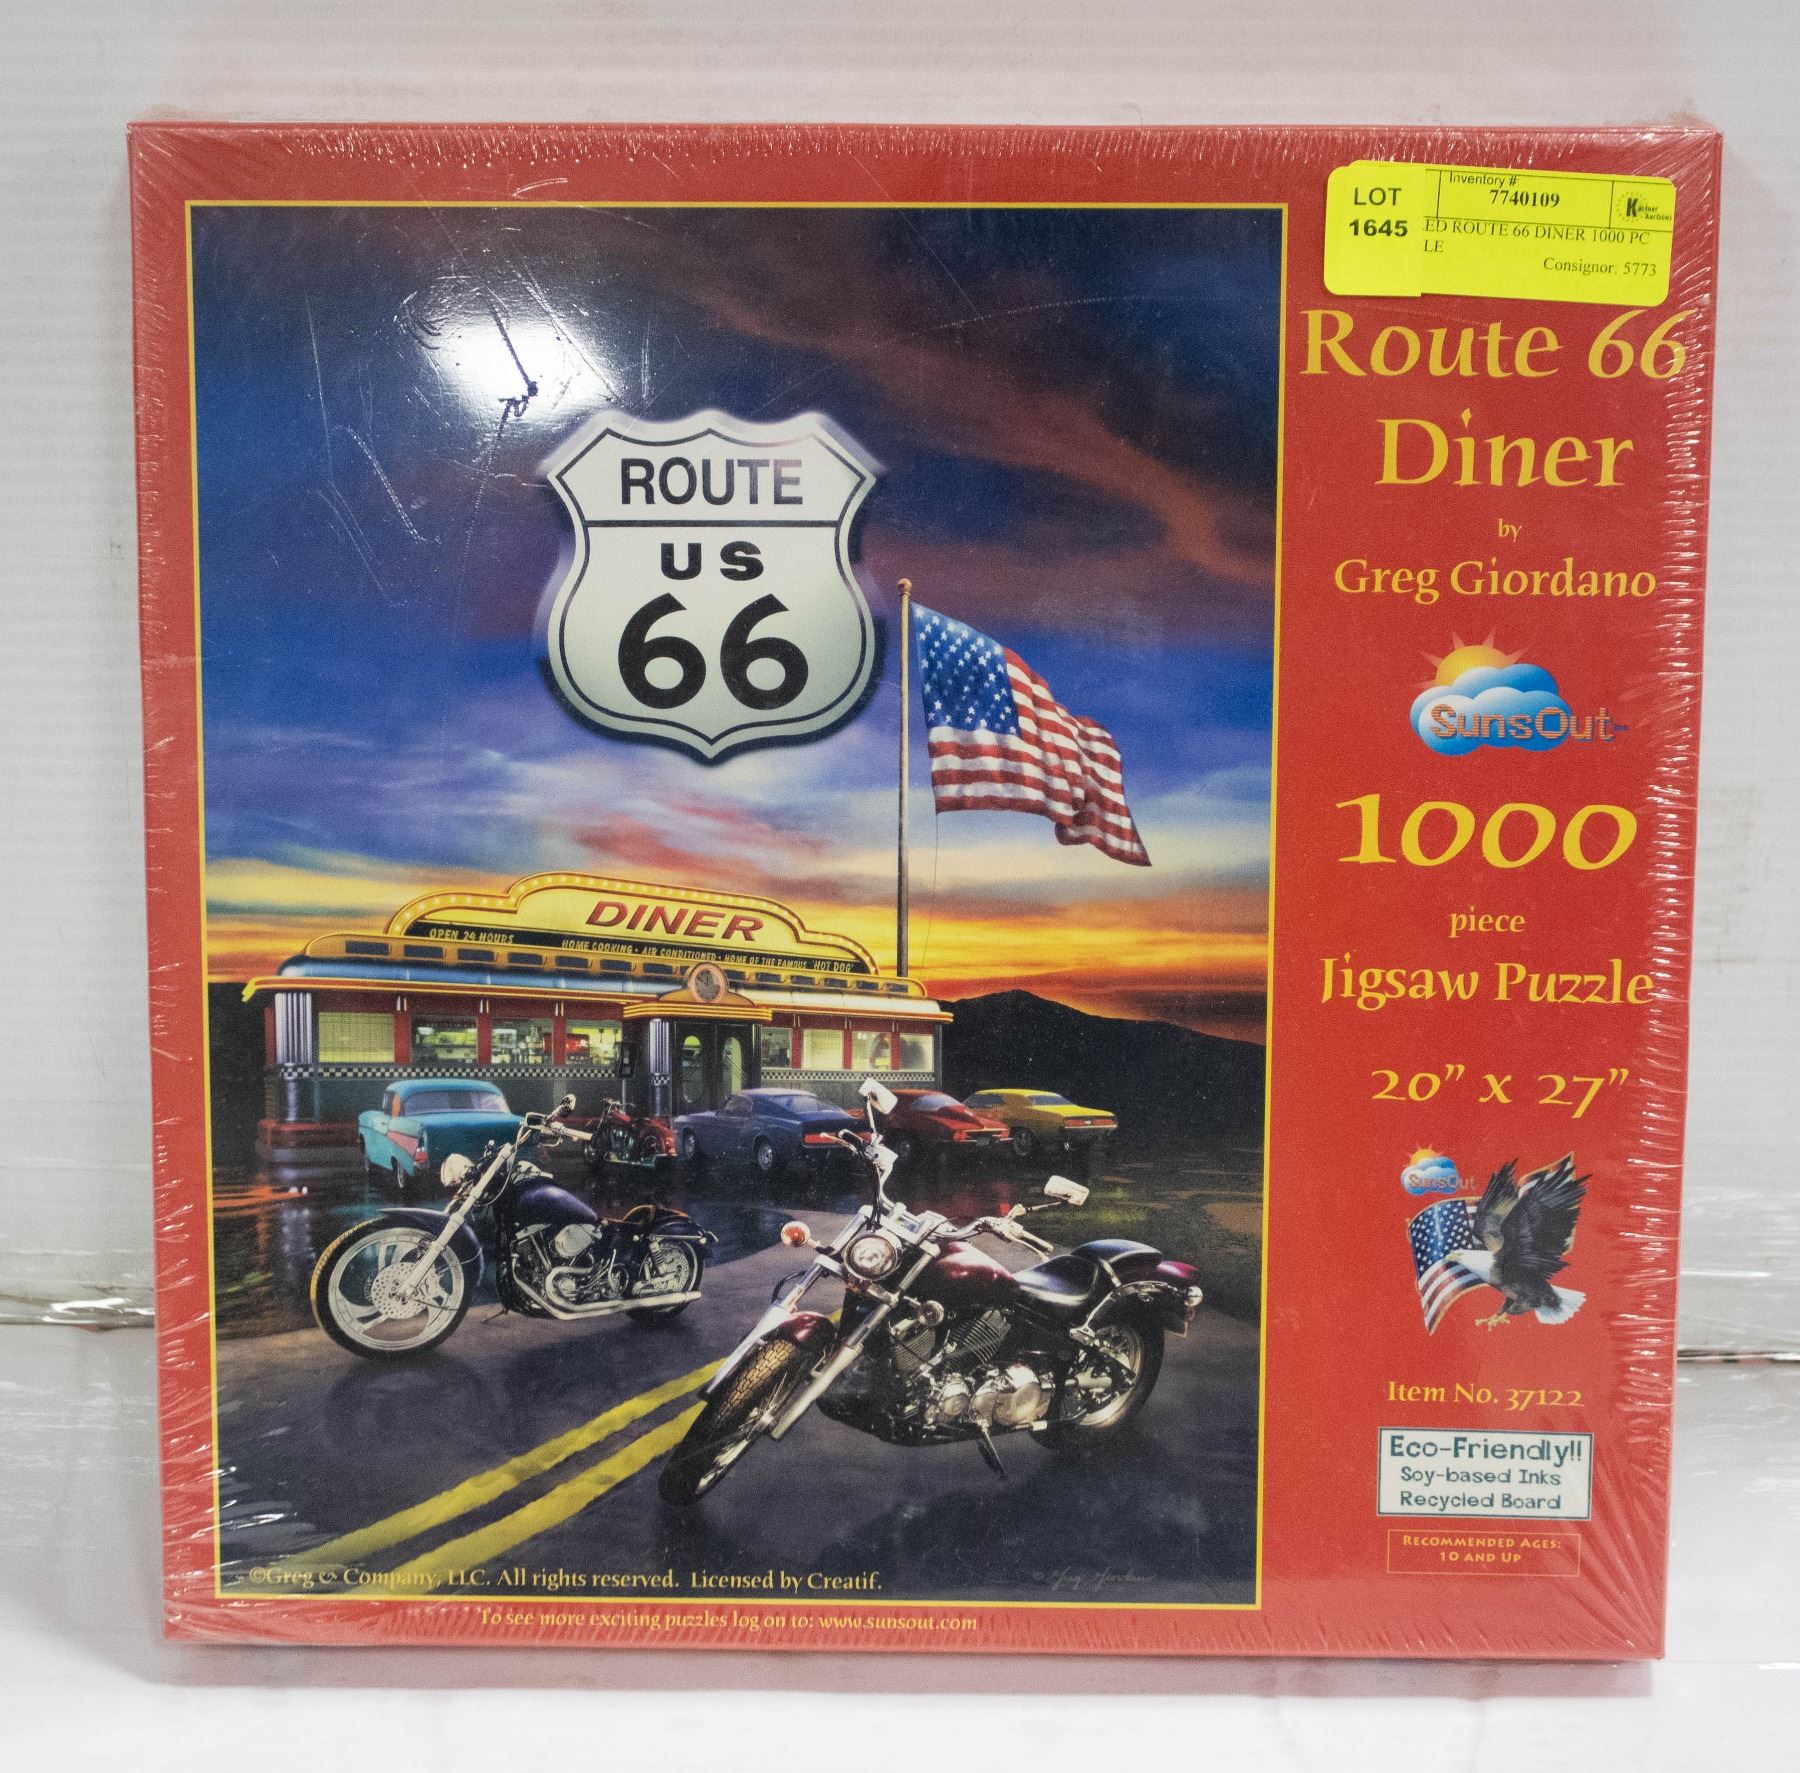 LOT
1645
Inventory #:
7740109
Kastner
Auctions
ED ROUTE 66 DINER 1000 PC
LE
Consignor: 5773
Route 66
Diner
by
Greg Giordano
SunsOut
1000
piece
Jigsaw Puzzle
20" x 27"
SunsOut
Item No. 37122
Eco-Friendly!!
Soy-based Inks
Recycled Board
RECOMMENDED AGES:
10 AND UP
ROUTE
US
66
DINER
OPEN 24 HOURS
HOME COOKING - AIR CONDITIONED - HOME OF THE FAMOUS 'HOT DOG'
©Greg & Company, LLC. All rights reserved. Licensed by Creatif.
© Greg Giordano
To see more exciting puzzles log on to: www.sunsout.com